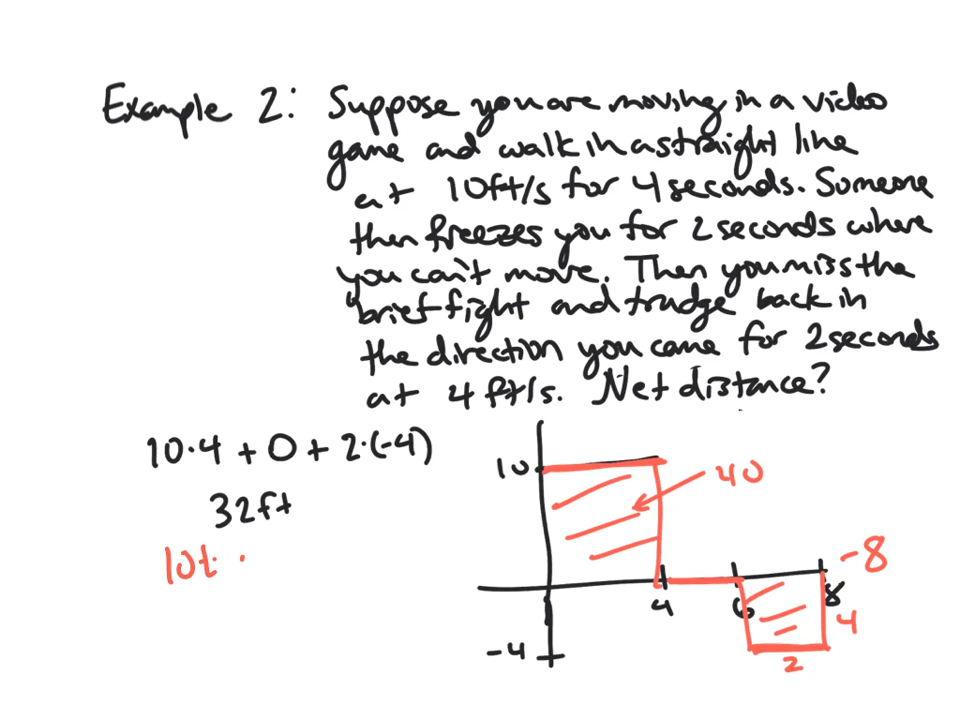 Example 2: Suppose you are moving in a video
game and walk in a straight line
at 10ft/s for 4 seconds. Someone
then freezes you for 2 seconds where
you can't move. Then you miss the
brief fight and trudge back in
the direction you came for 2 seconds
at 4 ft/s. Net distance?
10·4 + 0 + 2·(-4)
32ft
10t ·
10
40
-8
4
6
8
4
-4
2